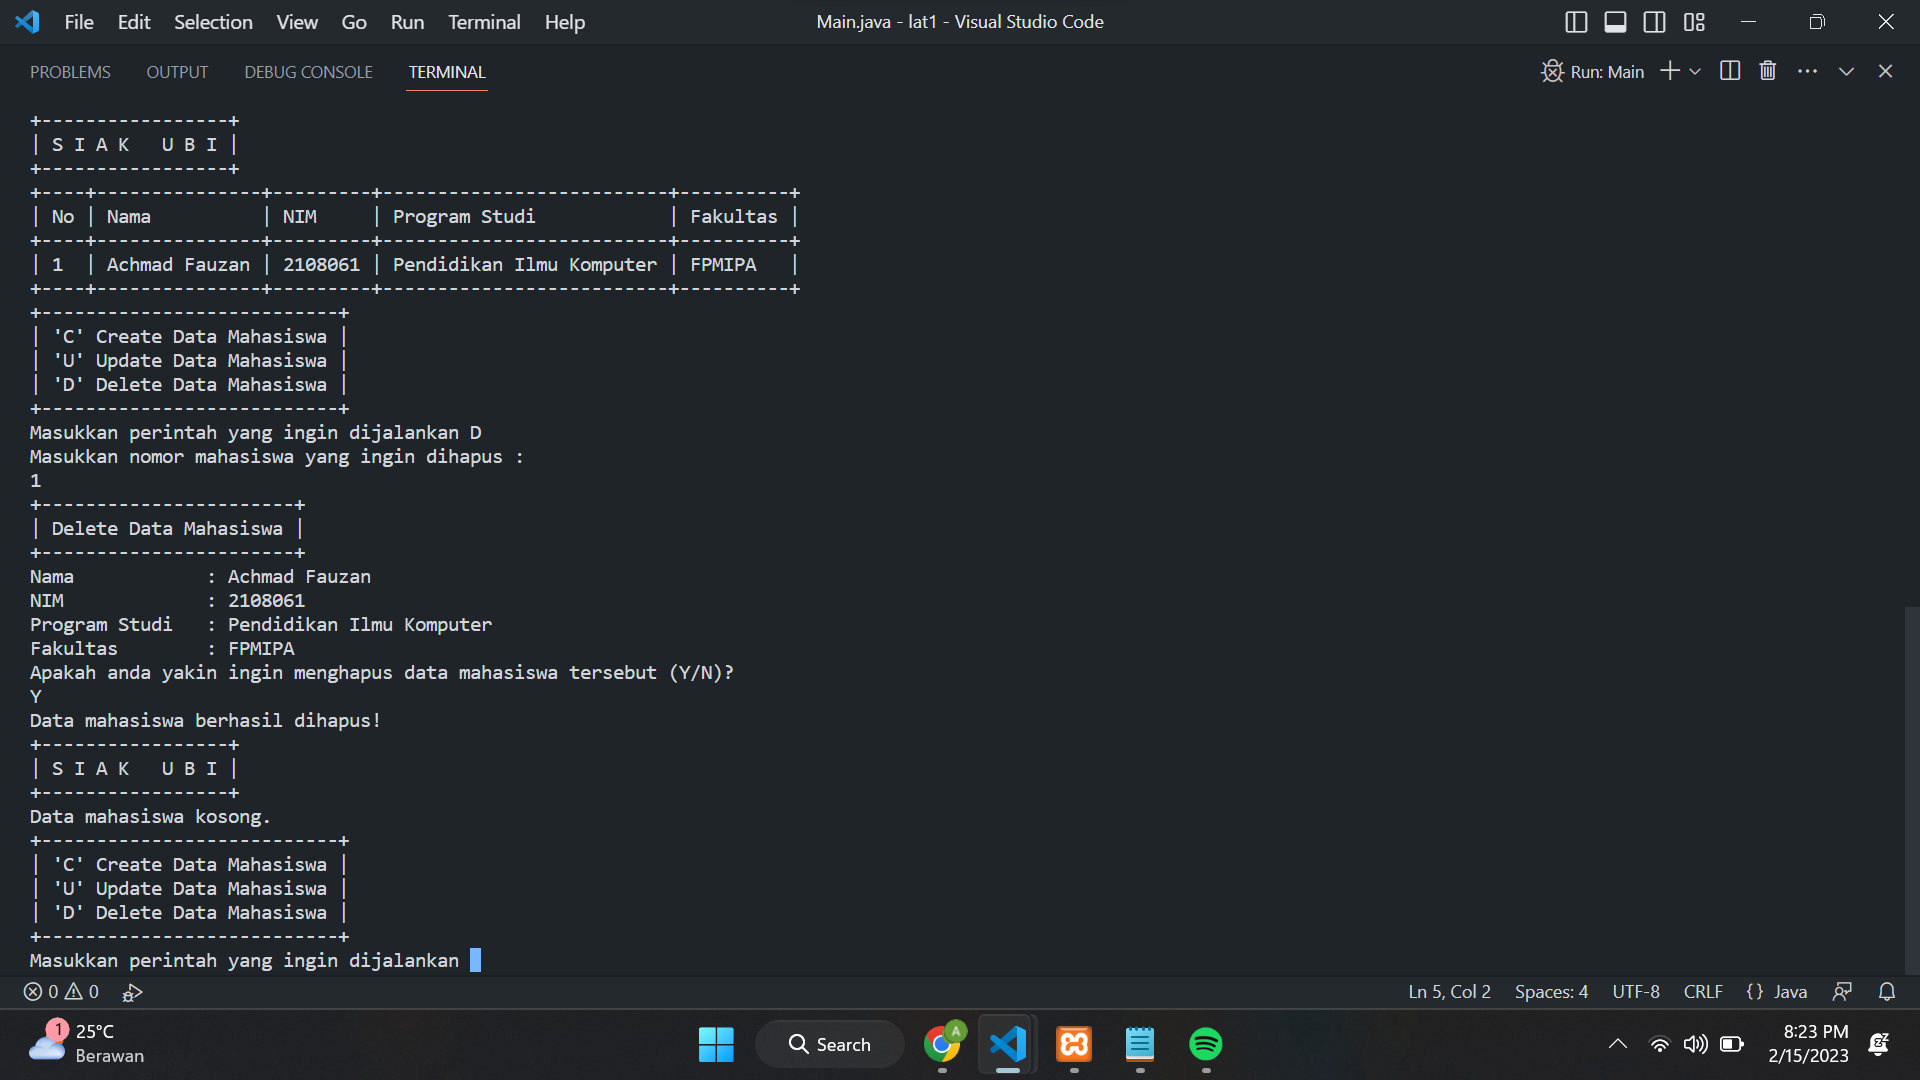 File Edit Selection View Go Run Terminal Help Main.java - lat1 - Visual Studio Code
PROBLEMS OUTPUT DEBUG CONSOLE TERMINAL Run: Main
+-----------------+
| S I A K   U B I |
+-----------------+
+----+---------------+---------+--------------------------+----------+
| No | Nama          | NIM     | Program Studi            | Fakultas |
+----+---------------+---------+--------------------------+----------+
| 1  | Achmad Fauzan | 2108061 | Pendidikan Ilmu Komputer | FPMIPA   |
+----+---------------+---------+--------------------------+----------+
+---------------------------+
| 'C' Create Data Mahasiswa |
| 'U' Update Data Mahasiswa |
| 'D' Delete Data Mahasiswa |
+---------------------------+
Masukkan perintah yang ingin dijalankan D
Masukkan nomor mahasiswa yang ingin dihapus :
1
+-----------------------+
| Delete Data Mahasiswa |
+-----------------------+
Nama            : Achmad Fauzan
NIM             : 2108061
Program Studi   : Pendidikan Ilmu Komputer
Fakultas        : FPMIPA
Apakah anda yakin ingin menghapus data mahasiswa tersebut (Y/N)?
Y
Data mahasiswa berhasil dihapus!
+-----------------+
| S I A K   U B I |
+-----------------+
Data mahasiswa kosong.
+---------------------------+
| 'C' Create Data Mahasiswa |
| 'U' Update Data Mahasiswa |
| 'D' Delete Data Mahasiswa |
+---------------------------+
Masukkan perintah yang ingin dijalankan
0 0 Ln 5, Col 2 Spaces: 4 UTF-8 CRLF {} Java
1 25°C
Berawan
Search
A
8:23 PM
2/15/2023